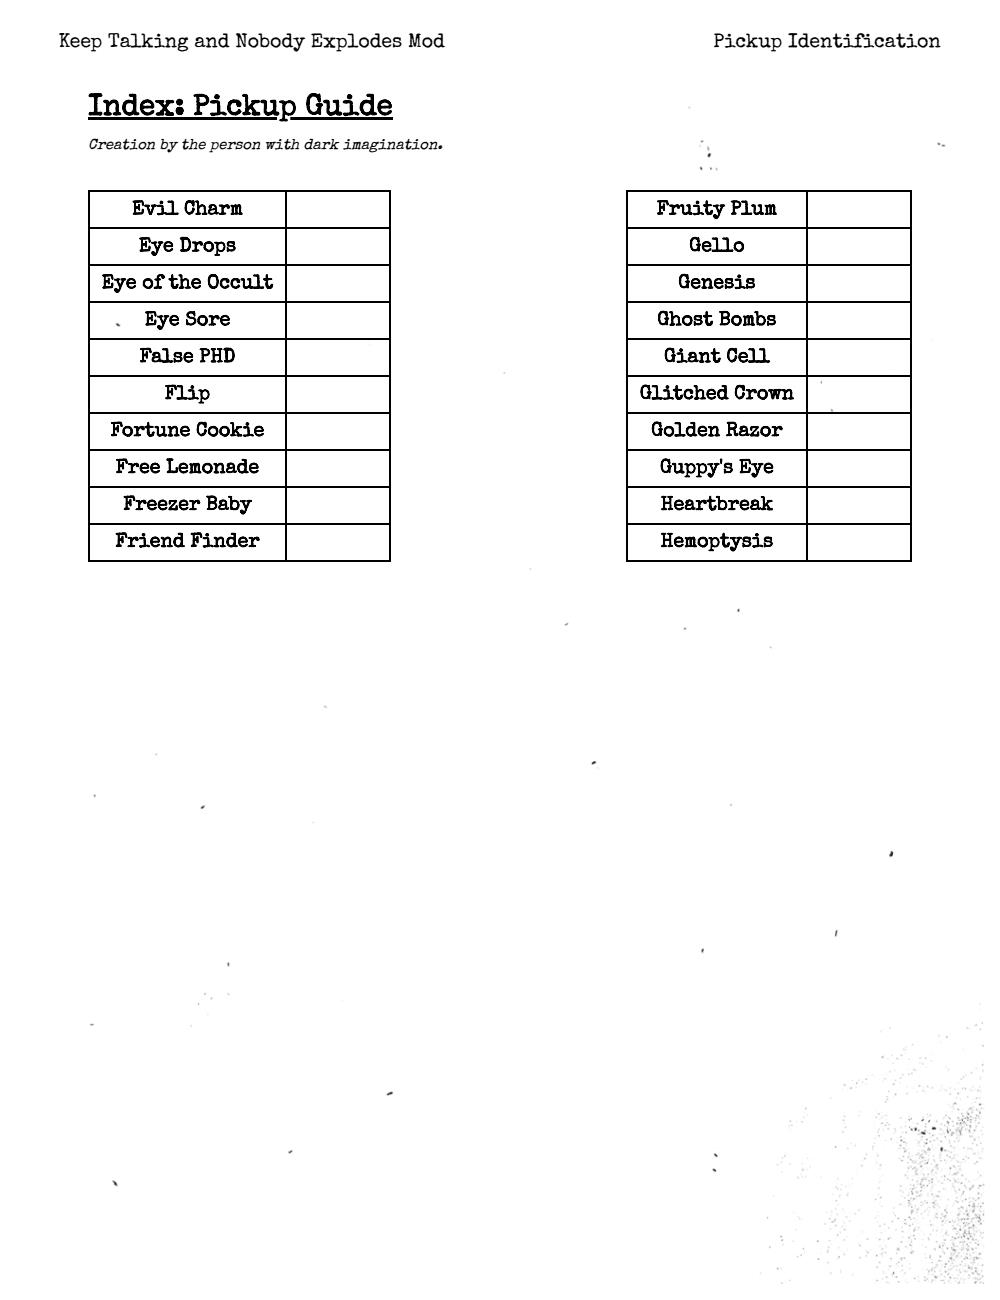 Keep Talking and Nobody Explodes Mod
Pickup Identification
Index: Pickup Guide
Creation by the person with dark imagination.
Evil Charm
Eye Drops
Eye of the Occult
Eye Sore
False PHD
Flip
Fortune Cookie
Free Lemonade
Freezer Baby
Friend Finder
Fruity Plum
Gello
Genesis
Ghost Bombs
Giant Cell
Glitched Crown
Golden Razor
Guppy's Eye
Heartbreak
Hemoptysis